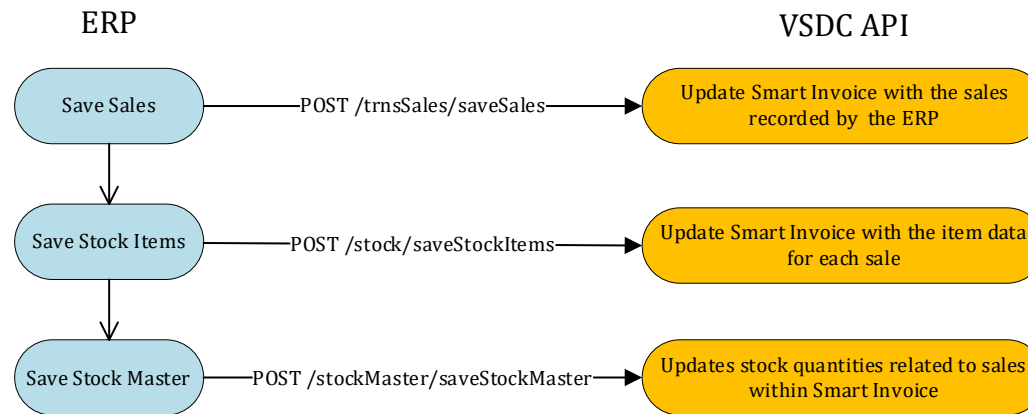 ERP
VSDC API
Save Sales
POST /trnsSales/saveSales
Update Smart Invoice with the sales
recorded by the ERP
Save Stock Items
POST /stock/saveStockItems
Update Smart Invoice with the item data
for each sale
Save Stock Master
POST /stockMaster/saveStockMaster
Updates stock quantities related to sales
within Smart Invoice